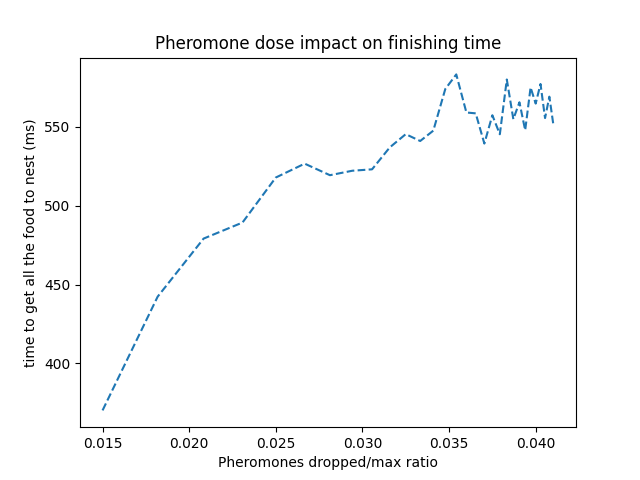 Pheromone dose impact on finishing time
time to get all the food to nest (ms)
550
500
450
400
0.015 0.020 0.025 0.030 0.035 0.040
Pheromones dropped/max ratio